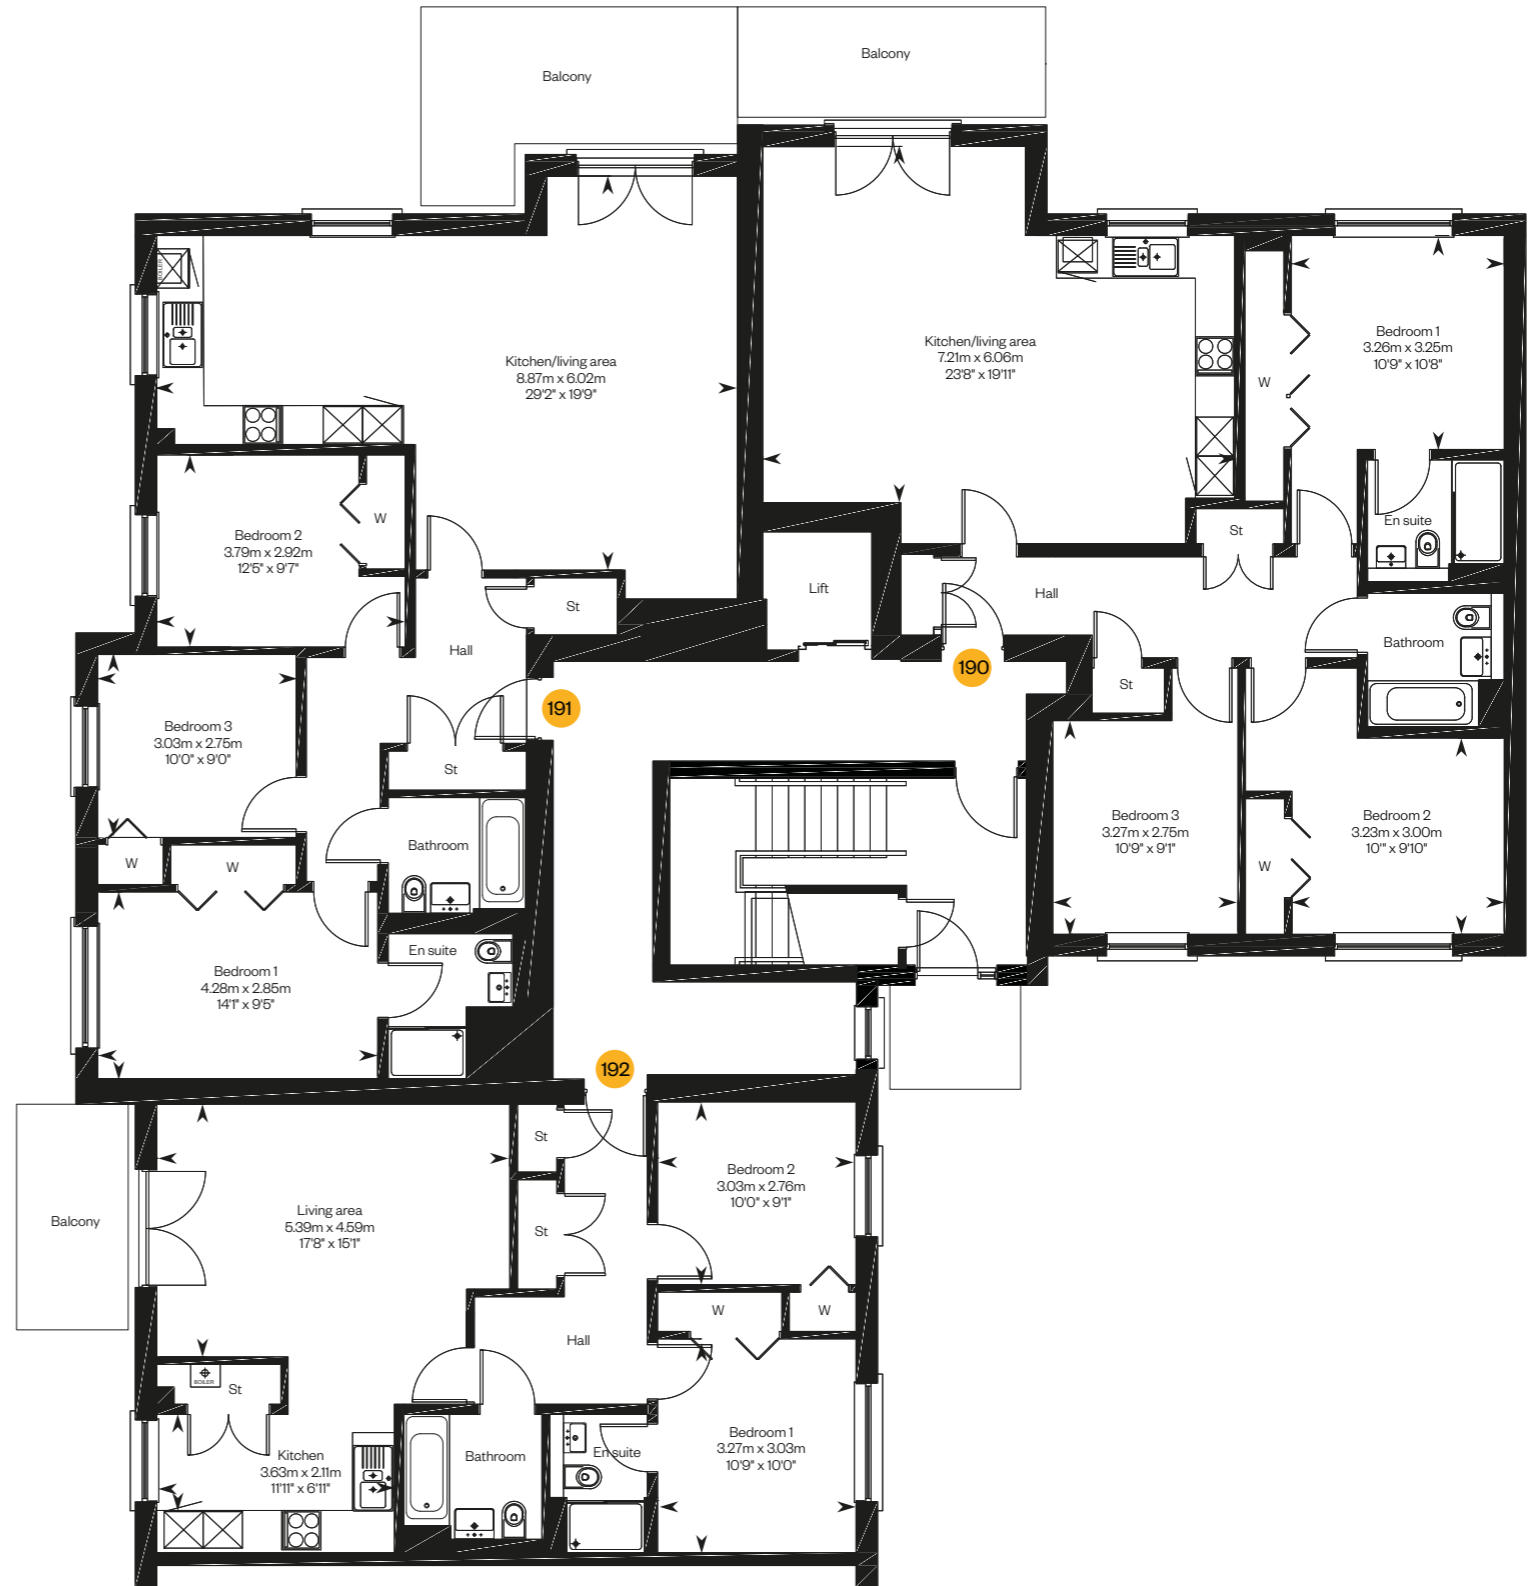 Balcony
Balcony
BOILER
Kitchen/living area
8.87m x 6.02m
29'2" x 19'9"
Kitchen/living area
7.21m x 6.06m
23'8" x 19'11"
Bedroom 1
3.26m x 3.25m
10'9" x 10'8"
W
Bedroom 2
3.79m x 2.92m
12'5" x 9'7"
W
St
En suite
Lift
Hall
St
Hall
Bathroom
190
St
191
Bedroom 3
3.03m x 2.75m
10'0" x 9'0"
St
Bedroom 3
3.27m x 2.75m
10'9" x 9'1"
Bedroom 2
3.23m x 3.00m
10'" x 9'10"
W
W
W
Bathroom
En suite
Bedroom 1
4.28m x 2.85m
14'1" x 9'5"
192
St
Bedroom 2
3.03m x 2.76m
10'0" x 9'1"
Balcony
Living area
5.39m x 4.59m
17'8" x 15'1"
St
W
W
Hall
BOILER
St
Kitchen
3.63m x 2.11m
11'11" x 6'11"
Bathroom
En suite
Bedroom 1
3.27m x 3.03m
10'9" x 10'0"